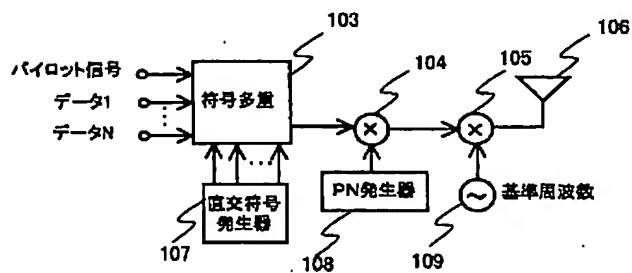 103
パイロット信号
データ1
データN
符号多重
104
105
106
直交符号
発生器
PN発生器
基準周波数
107
108
109